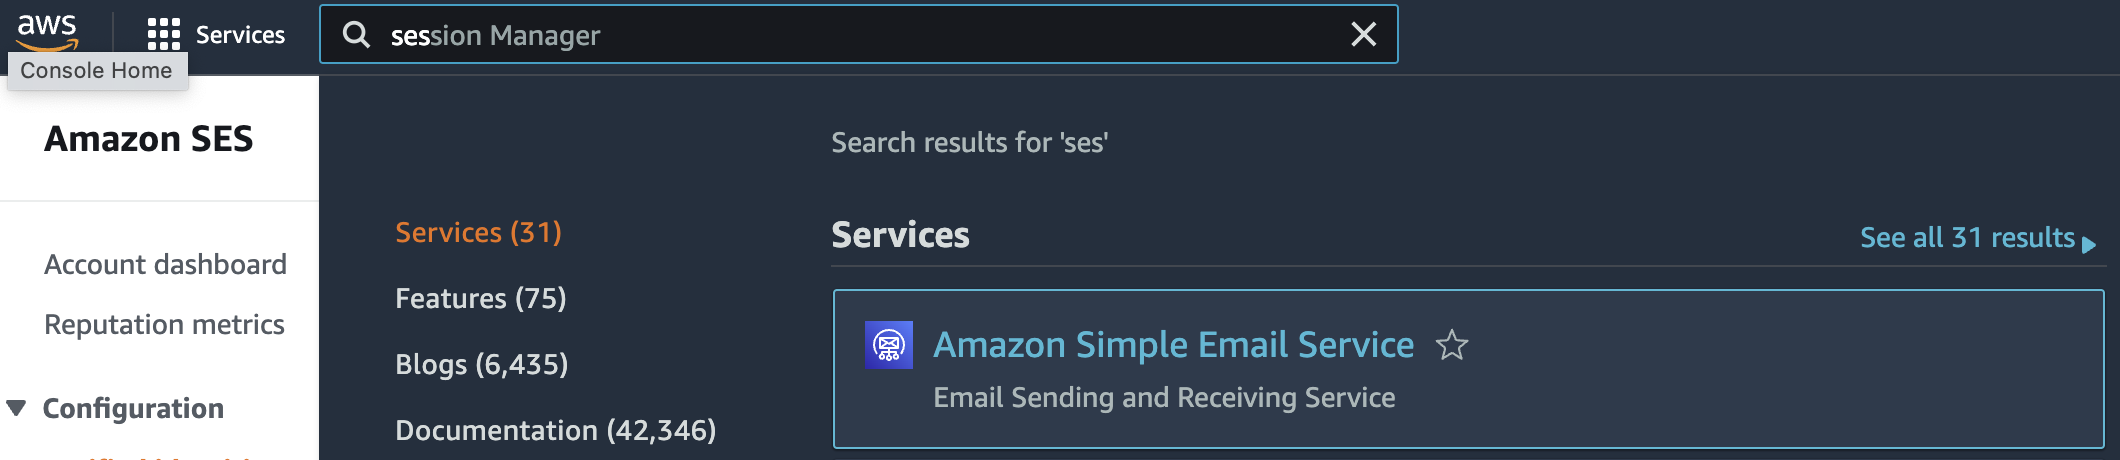 aws
Services
session Manager
Console Home
Amazon SES
Account dashboard
Reputation metrics
Configuration
Search results for 'ses'
Services (31)
Features (75)
Blogs (6,435)
Documentation (42,346)
Services
See all 31 results
Amazon Simple Email Service
Email Sending and Receiving Service